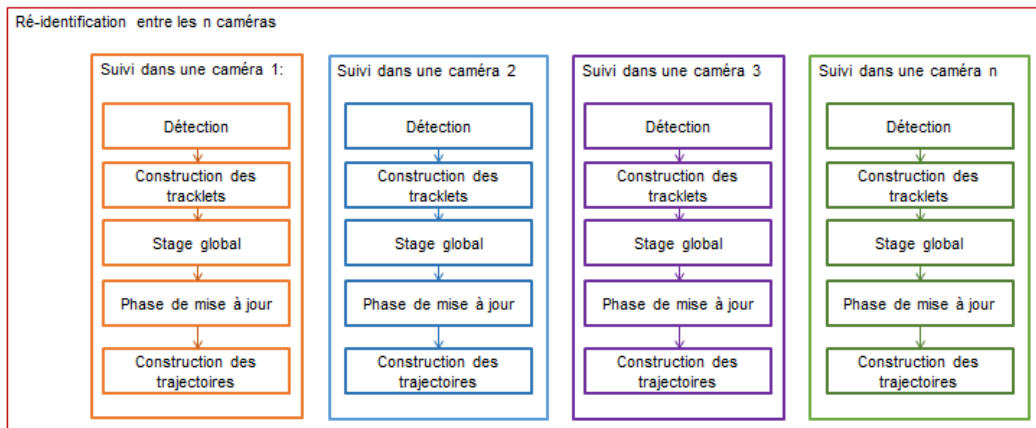 Ré-identification entre les n caméras
Suivi dans une caméra 1:
Détection
Construction des
tracklets
Stage global
Phase de mise à jour
Construction des
trajectoires
Suivi dans une caméra 2
Détection
Construction des
tracklets
Stage global
Phase de mise à jour
Construction des
trajectoires
Suivi dans une caméra 3
Détection
Construction des
tracklets
Stage global
Phase de mise à jour
Construction des
trajectoires
Suivi dans une caméra n
Détection
Construction des
tracklets
Stage global
Phase de mise à jour
Construction des
trajectoires